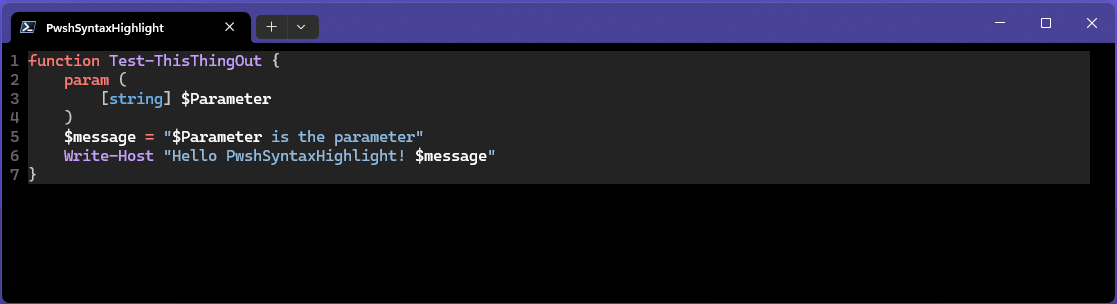 PwshSyntaxHighlight
1 function Test-ThisThingOut {
2     param (
3         [string] $Parameter
4     )
5     $message = "$Parameter is the parameter"
6     Write-Host "Hello PwshSyntaxHighlight! $message"
7 }